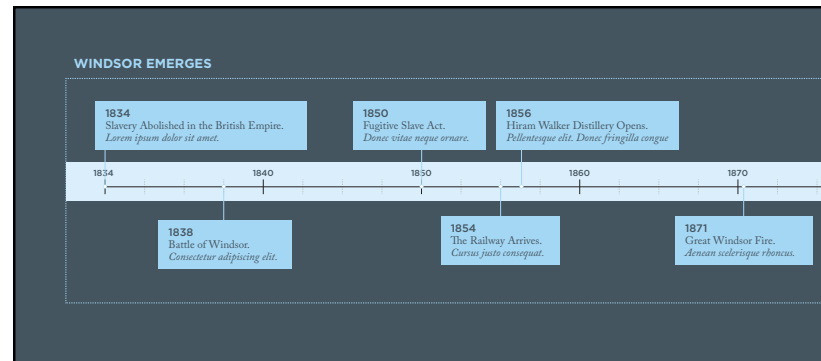 WINDSOR EMERGES
1834
Slavery Abolished in the British Empire.
Lorem ipsum dolor sit amet.
1850
Fugitive Slave Act.
Donec vitae neque ornare.
1856
Hiram Walker Distillery Opens.
Pellentesque elit. Donec fringilla congue
1834 1840 1850 1860 1870
1838
Battle of Windsor.
Consectetur adipiscing elit.
1854
The Railway Arrives.
Cursus justo consequat.
1871
Great Windsor Fire.
Aenean scelerisque rhoncus.